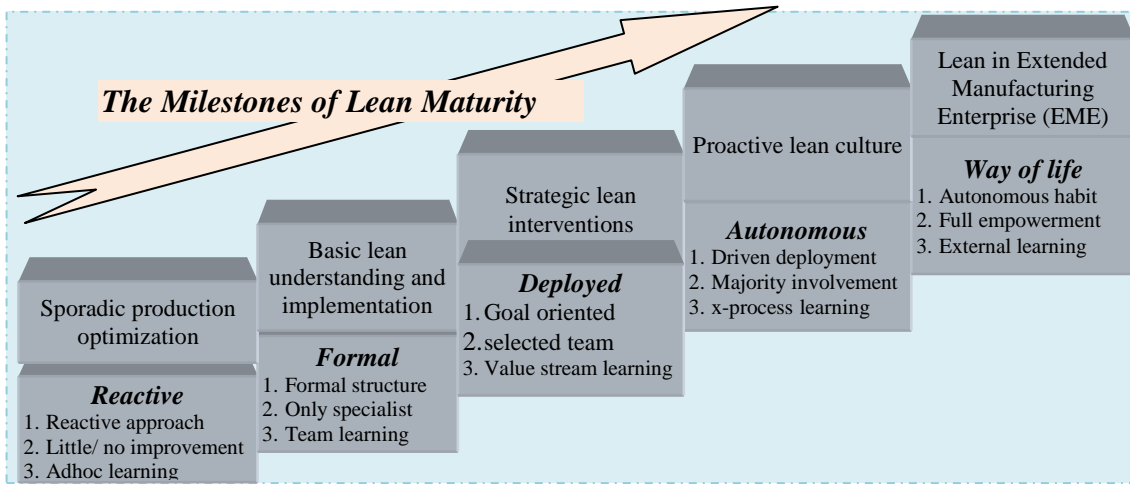 The Milestones of Lean Maturity
Sporadic production
optimization
Reactive
1. Reactive approach
2. Little/ no improvement
3. Adhoc learning
Basic lean
understanding and
implementation
Formal
1. Formal structure
2. Only specialist
3. Team learning
Strategic lean
interventions
Deployed
1. Goal oriented
2. selected team
3. Value stream learning
Proactive lean culture
Autonomous
1. Driven deployment
2. Majority involvement
3. x-process learning
Lean in Extended
Manufacturing
Enterprise (EME)
Way of life
1. Autonomous habit
2. Full empowerment
3. External learning